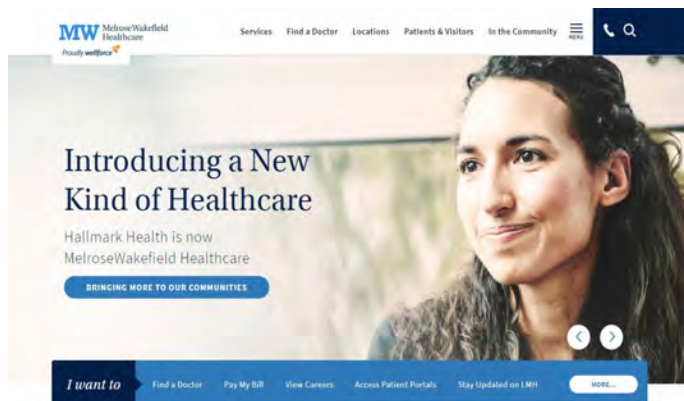 MW MelroseWakefield
Healthcare
Proudly wellforce
Services Find a Doctor Locations Patients & Visitors In the Community MENU
Introducing a New
Kind of Healthcare
Hallmark Health is now
MelroseWakefield Healthcare
BRINGING MORE TO OUR COMMUNITIES
I want to Find a Doctor Pay My Bill View Careers Access Patient Portals Stay Updated on LMH MORE...